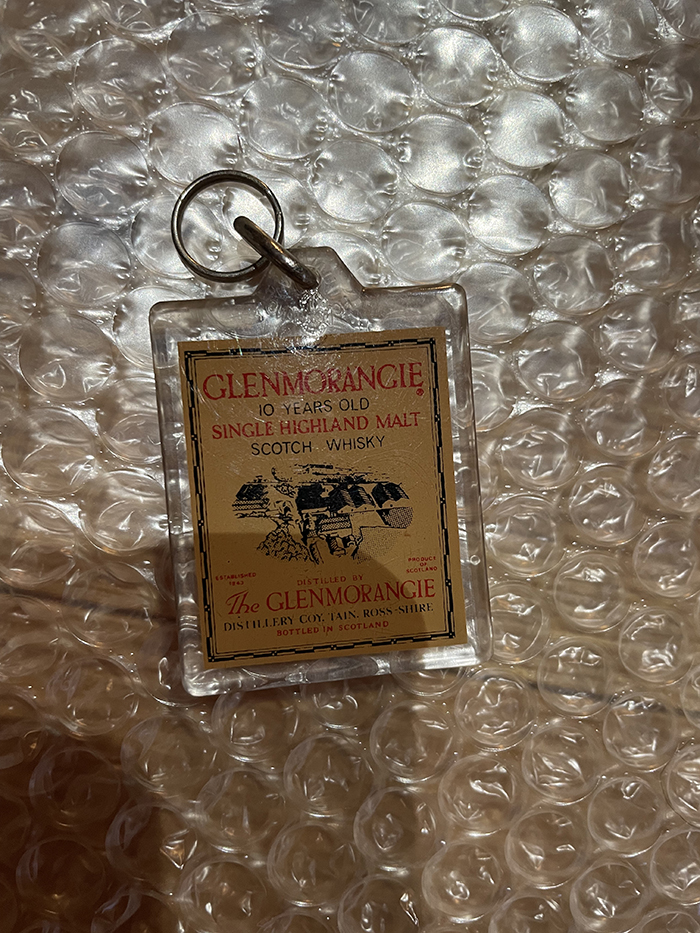 GLENMORANGIE®
10 YEARS OLD
SINGLE HIGHLAND MALT
SCOTCH WHISKY
ESTABLISHED
1843
PRODUCT
OF
SCOTLAND
DISTILLED BY
The GLENMORANGIE
DISTILLERY COY, TAIN, ROSS-SHIRE
BOTTLED IN SCOTLAND